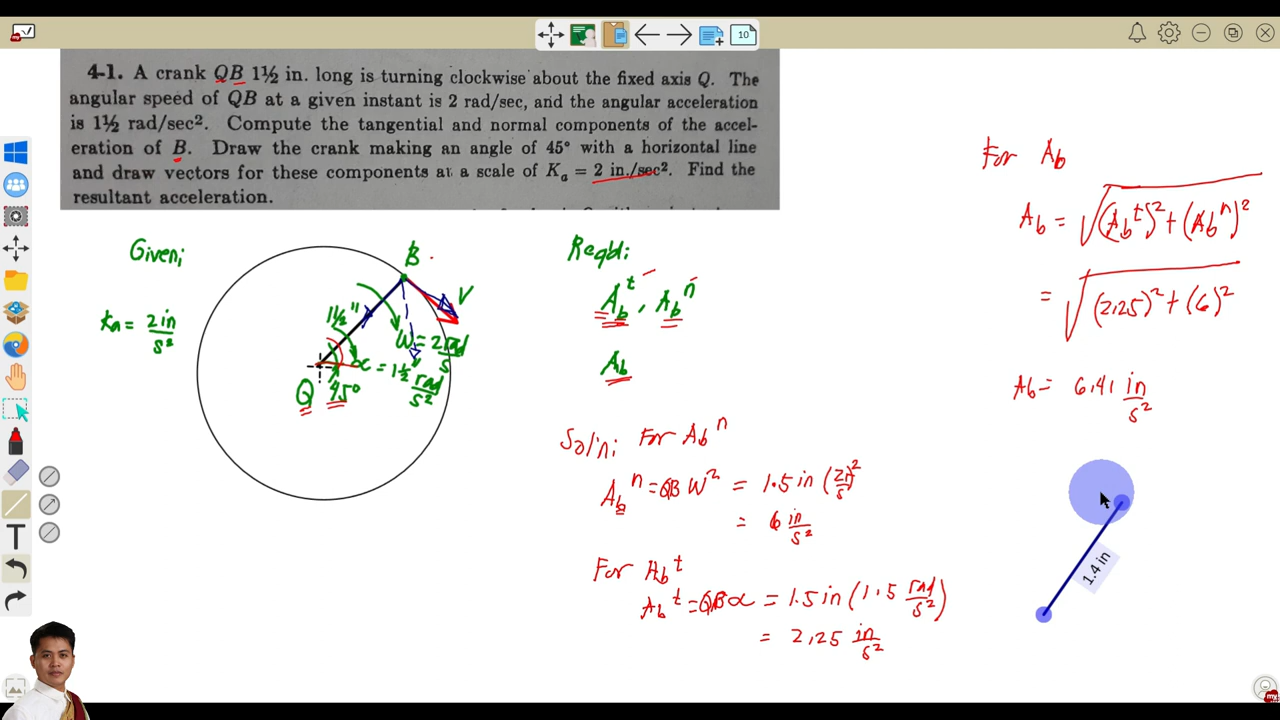 10
4-1. A crank QB 1½ in. long is turning clockwise about the fixed axis Q. The
angular speed of QB at a given instant is 2 rad/sec, and the angular acceleration
is 1½ rad/sec². Compute the tangential and normal components of the accel-
eration of B. Draw the crank making an angle of 45° with a horizontal line
and draw vectors for these components at a scale of Kₐ = 2 in./sec². Find the
resultant acceleration.
Given;
Ka = 2 in/s²
B
V
1½"
W = 2 rad/s
α = 1½ rad/s²
Q 45°
Reqd:
Ab^t, Ab^n
Ab
Sol'n: For Ab^n
Ab^n = QB W² = 1.5 in (2 /s)²
= 6 in/s²
For Ab^t
Ab^t = QBα = 1.5 in (1.5 rad/s²)
= 2.25 in/s²
For Ab
Ab = √(Ab^t)² + (Ab^n)²
= √(2.25)² + (6)²
Ab = 6.41 in/s²
1.4 in
T